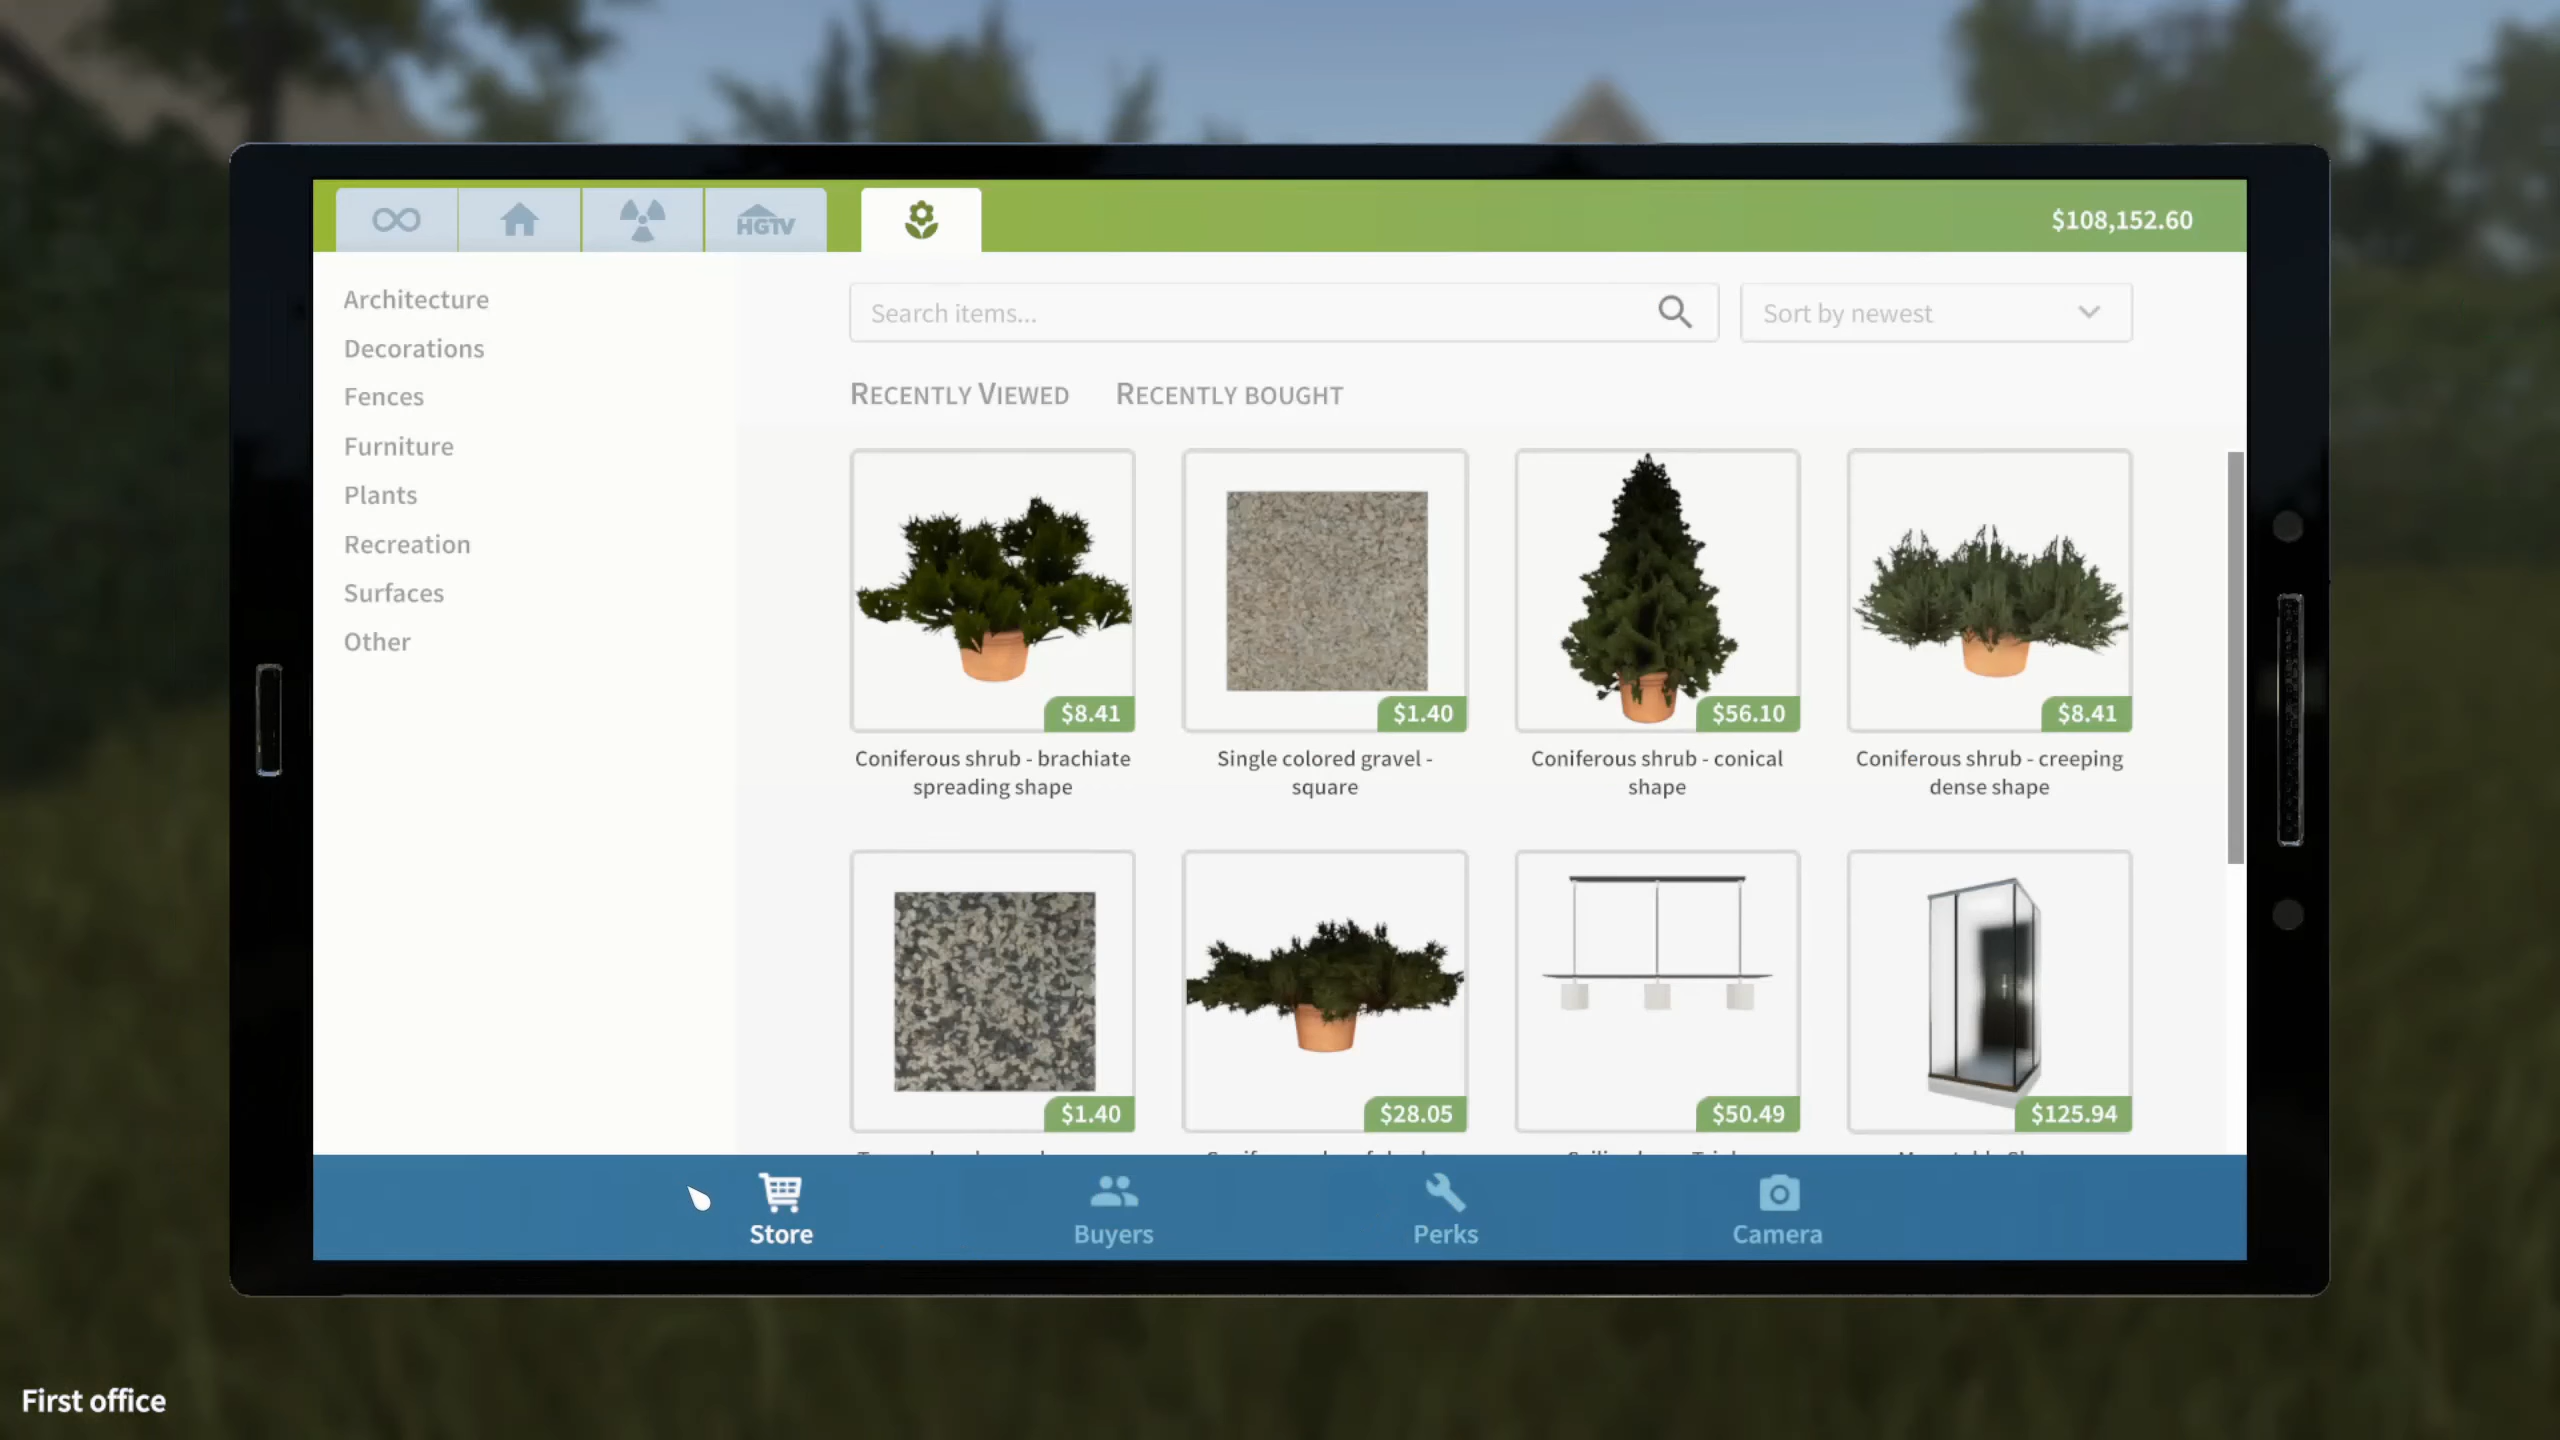 HGTV
$108,152.60
Architecture
Decorations
Fences
Furniture
Plants
Recreation
Surfaces
Other
Search items...
Sort by newest
RECENTLY VIEWED
RECENTLY BOUGHT
$8.41
Coniferous shrub - brachiate
spreading shape
$1.40
Single colored gravel -
square
$56.10
Coniferous shrub - conical
shape
$8.41
Coniferous shrub - creeping
dense shape
$1.40
$28.05
$50.49
$125.94
Store
Buyers
Perks
Camera
First office